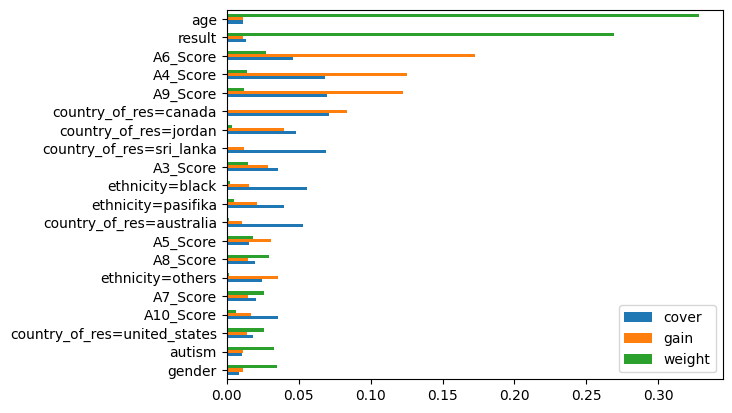 age
result
A6_Score
A4_Score
A9_Score
country_of_res=canada
country_of_res=jordan
country_of_res=sri_lanka
A3_Score
ethnicity=black
ethnicity=pasifika
country_of_res=australia
A5_Score
A8_Score
ethnicity=others
A7_Score
A10_Score
country_of_res=united_states
autism
gender
cover
gain
weight
0.00 0.05 0.10 0.15 0.20 0.25 0.30